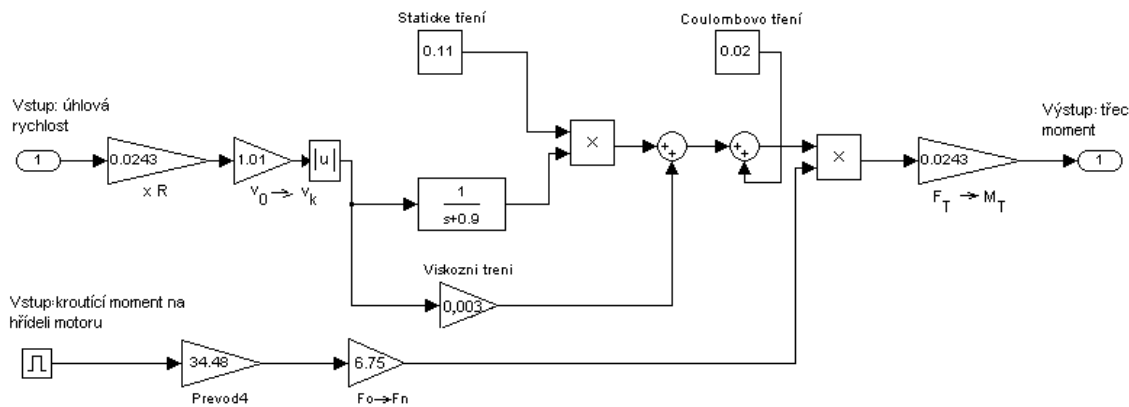 Staticke tření
0.11
Coulombovo tření
0.02
Vstup: úhlová
rychlost
1
0.0243
x R
1.01
v0 → vk
|u|
1
s+0.9
×
+
+
+
+
×
Výstup: třec
moment
0.0243
FT → MT
1
Viskozni treni
0,003
Vstup:kroutící moment na
hřídeli motoru
34.48
Prevod4
6.75
Fo→Fn